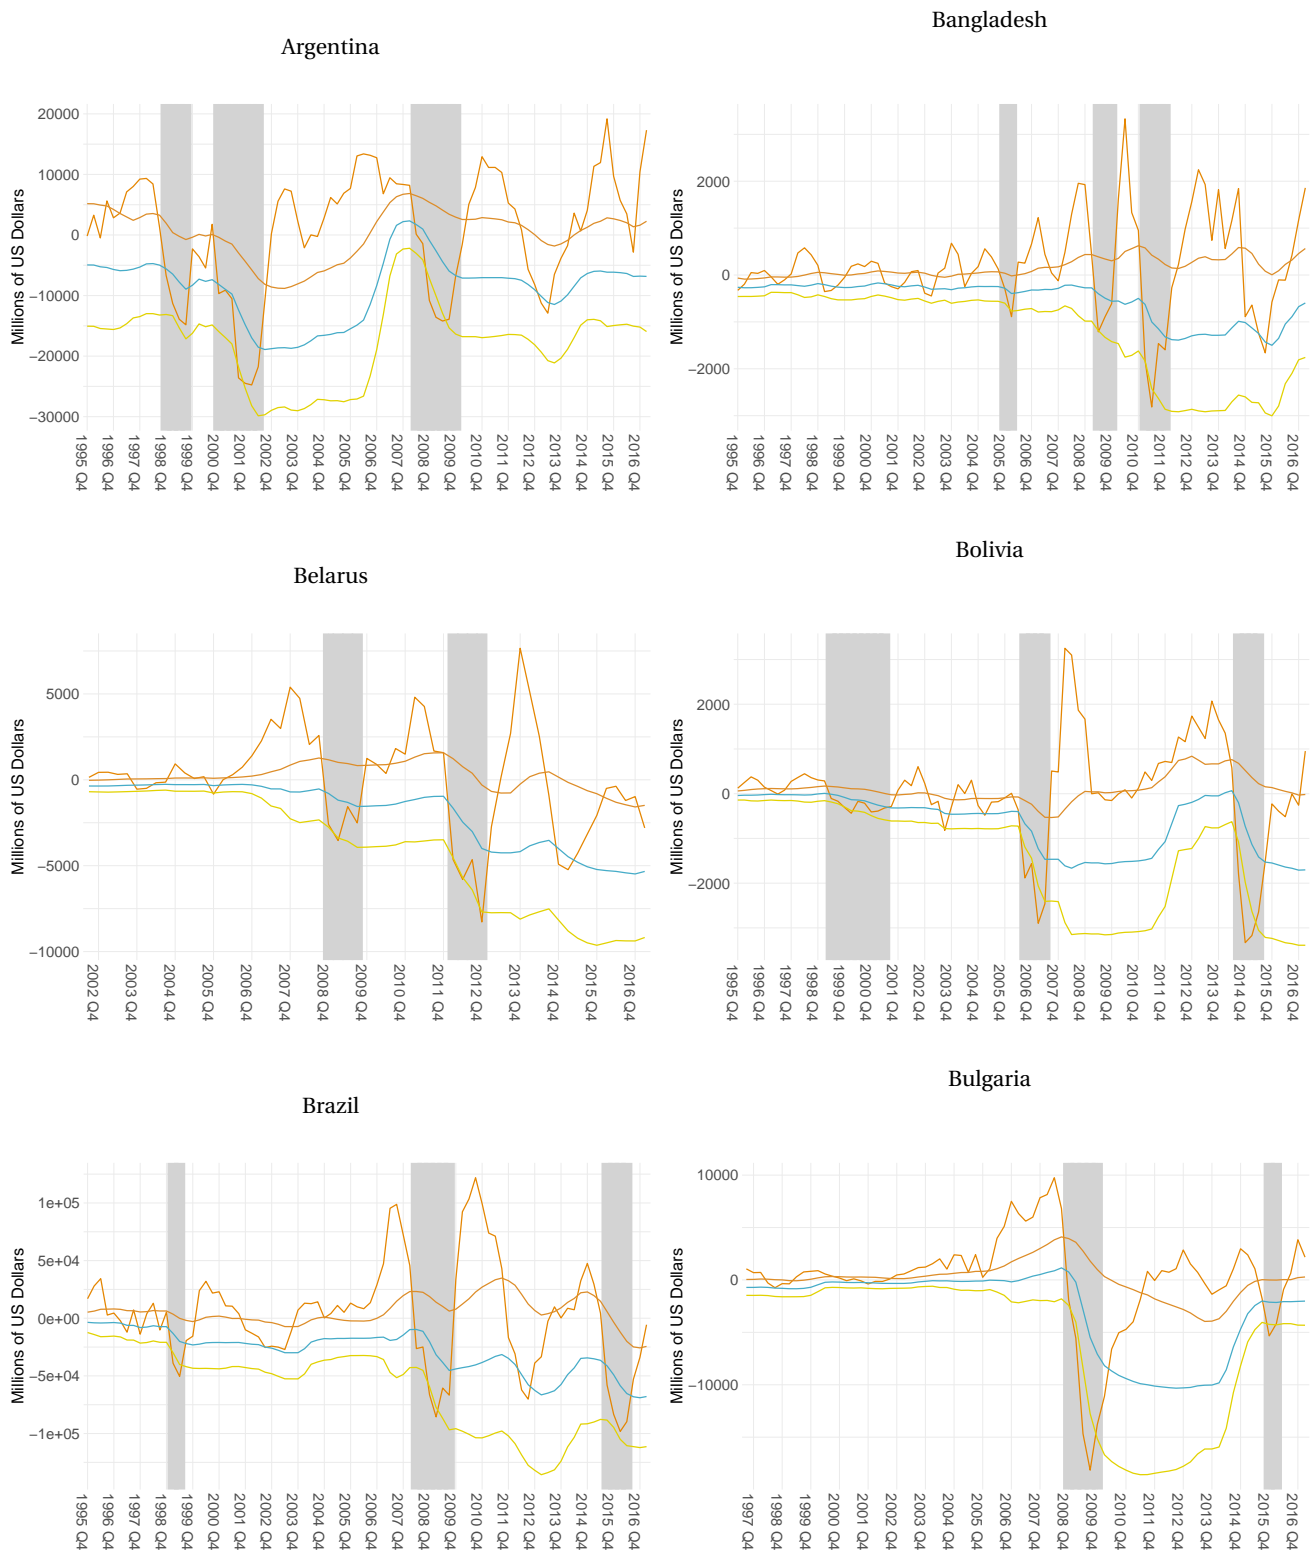 Argentina
20000
10000
0
−10000
−20000
−30000
Millions of US Dollars
1995 Q4
1996 Q4
1997 Q4
1998 Q4
1999 Q4
2000 Q4
2001 Q4
2002 Q4
2003 Q4
2004 Q4
2005 Q4
2006 Q4
2007 Q4
2008 Q4
2009 Q4
2010 Q4
2011 Q4
2012 Q4
2013 Q4
2014 Q4
2015 Q4
2016 Q4
Bangladesh
2000
0
−2000
Millions of US Dollars
1995 Q4
1996 Q4
1997 Q4
1998 Q4
1999 Q4
2000 Q4
2001 Q4
2002 Q4
2003 Q4
2004 Q4
2005 Q4
2006 Q4
2007 Q4
2008 Q4
2009 Q4
2010 Q4
2011 Q4
2012 Q4
2013 Q4
2014 Q4
2015 Q4
2016 Q4
Belarus
5000
0
−5000
−10000
Millions of US Dollars
2002 Q4
2003 Q4
2004 Q4
2005 Q4
2006 Q4
2007 Q4
2008 Q4
2009 Q4
2010 Q4
2011 Q4
2012 Q4
2013 Q4
2014 Q4
2015 Q4
2016 Q4
Bolivia
2000
0
−2000
Millions of US Dollars
1995 Q4
1996 Q4
1997 Q4
1998 Q4
1999 Q4
2000 Q4
2001 Q4
2002 Q4
2003 Q4
2004 Q4
2005 Q4
2006 Q4
2007 Q4
2008 Q4
2009 Q4
2010 Q4
2011 Q4
2012 Q4
2013 Q4
2014 Q4
2015 Q4
2016 Q4
Brazil
1e+05
5e+04
0e+00
−5e+04
−1e+05
Millions of US Dollars
1995 Q4
1996 Q4
1997 Q4
1998 Q4
1999 Q4
2000 Q4
2001 Q4
2002 Q4
2003 Q4
2004 Q4
2005 Q4
2006 Q4
2007 Q4
2008 Q4
2009 Q4
2010 Q4
2011 Q4
2012 Q4
2013 Q4
2014 Q4
2015 Q4
2016 Q4
Bulgaria
10000
0
−10000
Millions of US Dollars
1997 Q4
1998 Q4
1999 Q4
2000 Q4
2001 Q4
2002 Q4
2003 Q4
2004 Q4
2005 Q4
2006 Q4
2007 Q4
2008 Q4
2009 Q4
2010 Q4
2011 Q4
2012 Q4
2013 Q4
2014 Q4
2015 Q4
2016 Q4